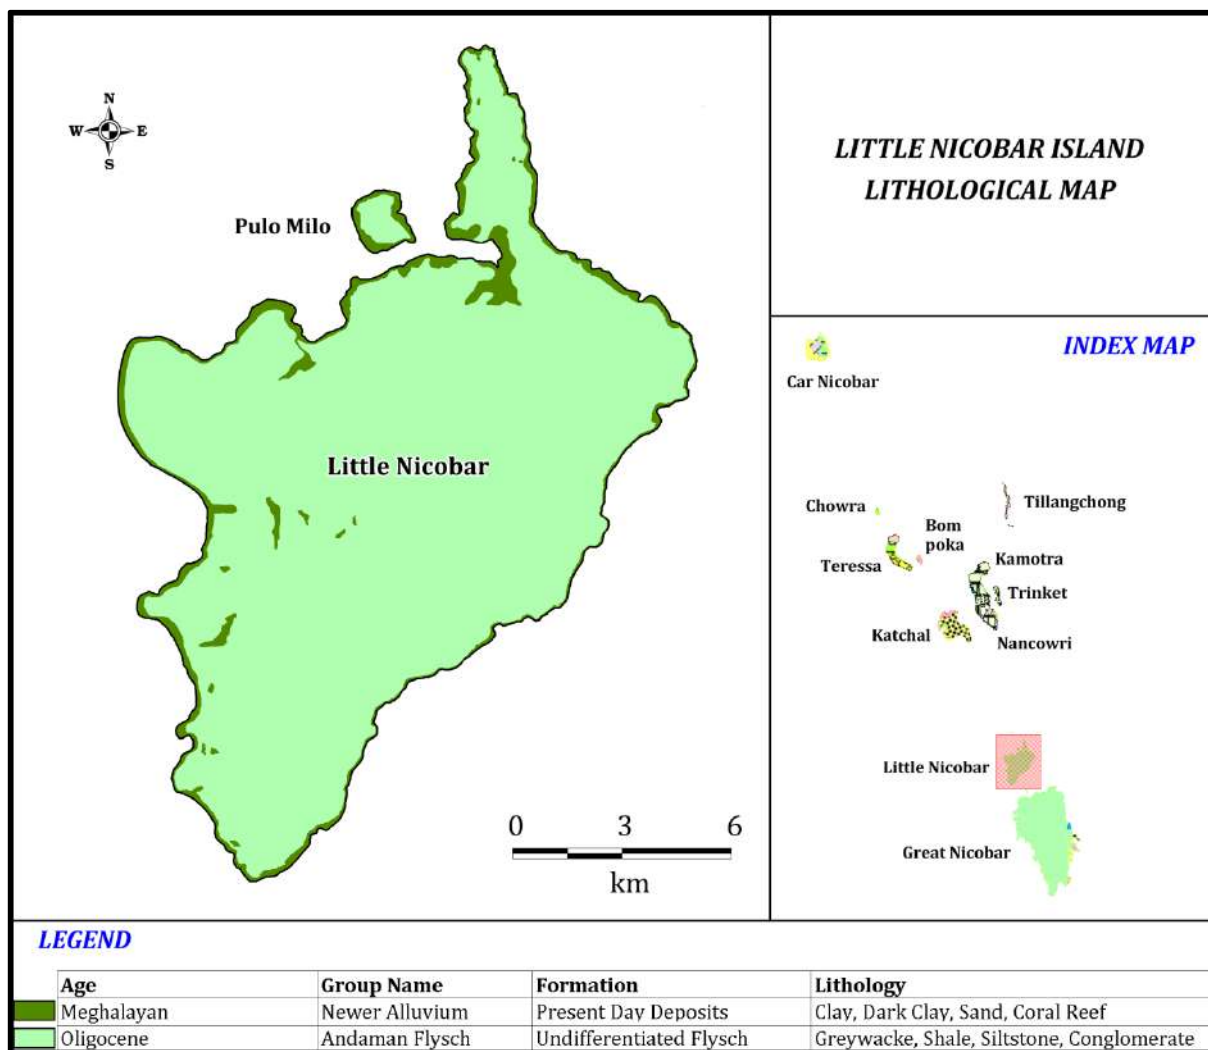 LITTLE NICOBAR ISLAND
LITHOLOGICAL MAP
N
W E
S
Pulo Milo
Little Nicobar
0 3 6
km
INDEX MAP
Car Nicobar
Chowra
Tillangchong
Bom
poka
Teressa
Kamotra
Trinket
Katchal
Nancowri
Little Nicobar
Great Nicobar
LEGEND
Age Group Name Formation Lithology
Meghalayan Newer Alluvium Present Day Deposits Clay, Dark Clay, Sand, Coral Reef
Oligocene Andaman Flysch Undifferentiated Flysch Greywacke, Shale, Siltstone, Conglomerate